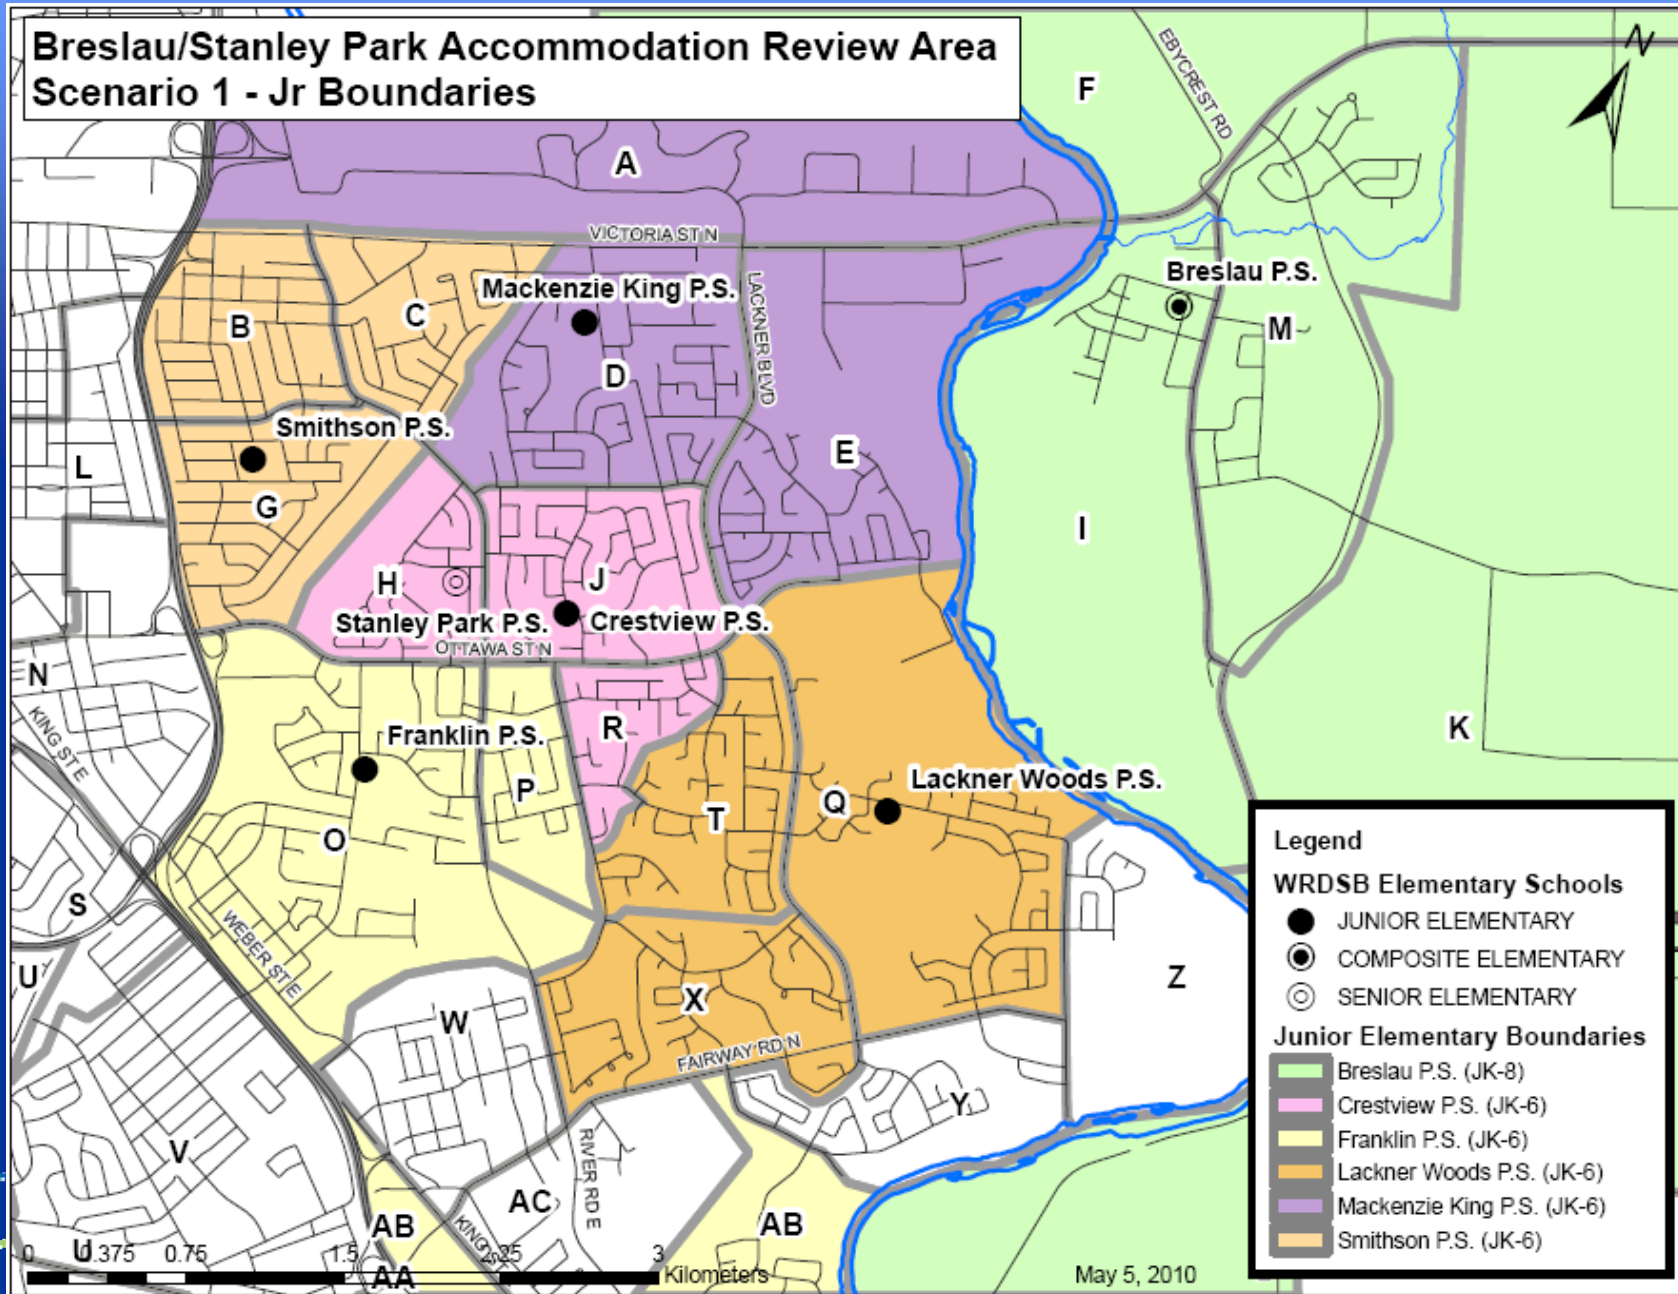 Breslau/Stanley Park Accommodation Review Area
Scenario 1 - Jr Boundaries
N
F
EBYCREST RD
A
VICTORIA ST N
Breslau P.S.
Mackenzie King P.S.
LACKNER BLVD
B
C
M
D
Smithson P.S.
L
E
G
I
H
J
Stanley Park P.S.
Crestview P.S.
OTTAWA ST N
N
KING ST E
Franklin P.S.
R
K
P
Lackner Woods P.S.
Q
T
O
S
WEBER ST E
U
Z
X
W
FAIRWAY RD N
Y
V
RIVER RD E
AC
AB
KING ST
AB
U
AA
0 0.375 0.75 1.5 2.25 3
Kilometers
May 5, 2010
Legend
WRDSB Elementary Schools
JUNIOR ELEMENTARY
COMPOSITE ELEMENTARY
SENIOR ELEMENTARY
Junior Elementary Boundaries
Breslau P.S. (JK-8)
Crestview P.S. (JK-6)
Franklin P.S. (JK-6)
Lackner Woods P.S. (JK-6)
Mackenzie King P.S. (JK-6)
Smithson P.S. (JK-6)